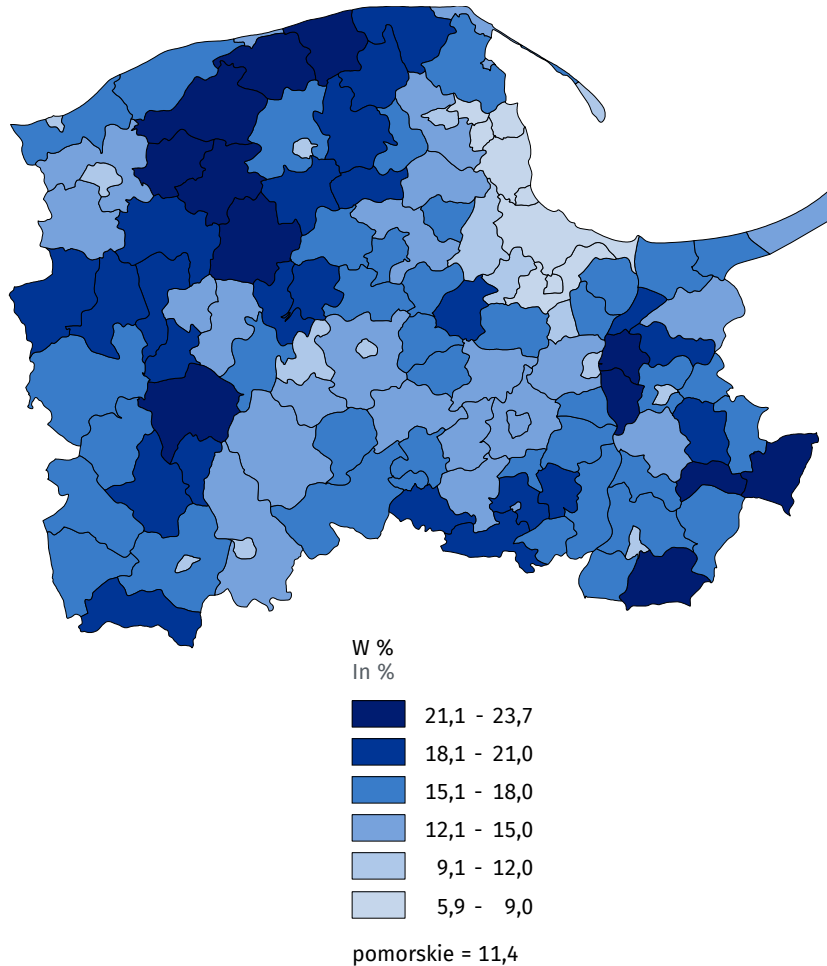 W %
In %
21,1 - 23,7
18,1 - 21,0
15,1 - 18,0
12,1 - 15,0
9,1 - 12,0
5,9 - 9,0
pomorskie = 11,4